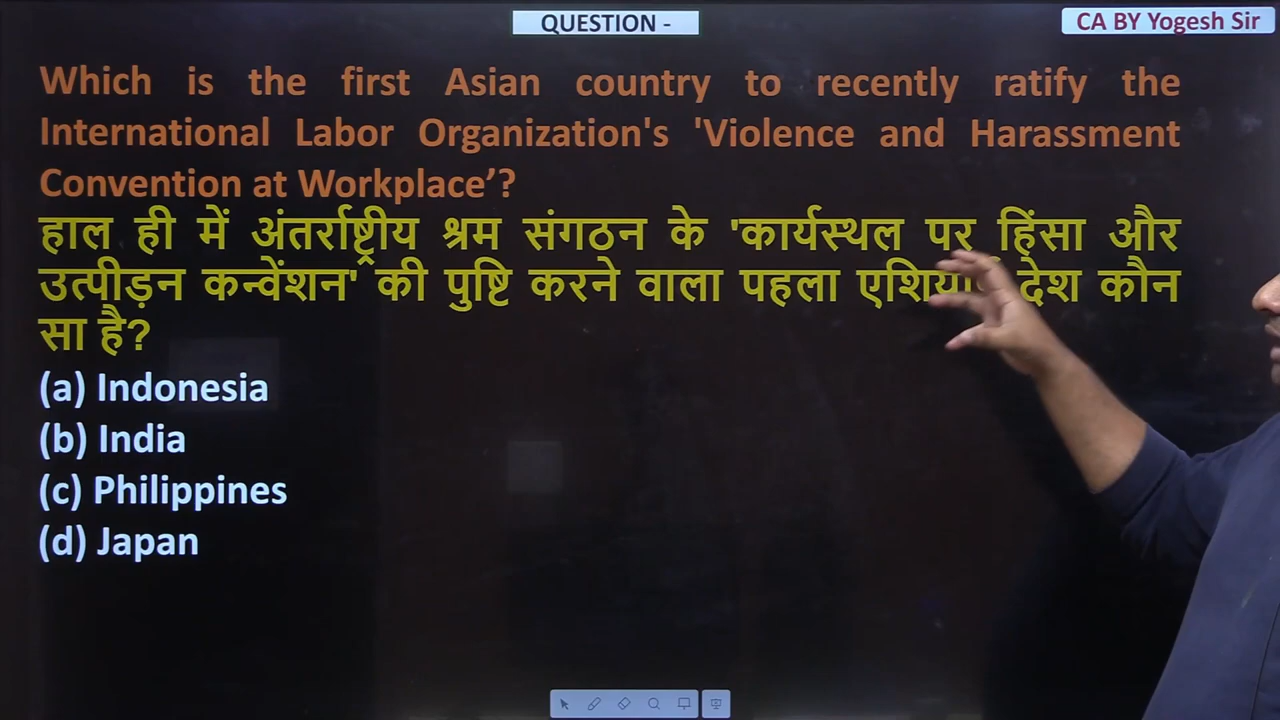 QUESTION -
CA BY Yogesh Sir
Which is the first Asian country to recently ratify the
International Labor Organization's 'Violence and Harassment
Convention at Workplace’?
हाल ही में अंतर्राष्ट्रीय श्रम संगठन के 'कार्यस्थल पर हिंसा और
उत्पीड़न कन्वेंशन' की पुष्टि करने वाला पहला देश कौन
सा है?
(a) Indonesia
(b) India
(c) Philippines
(d) Japan